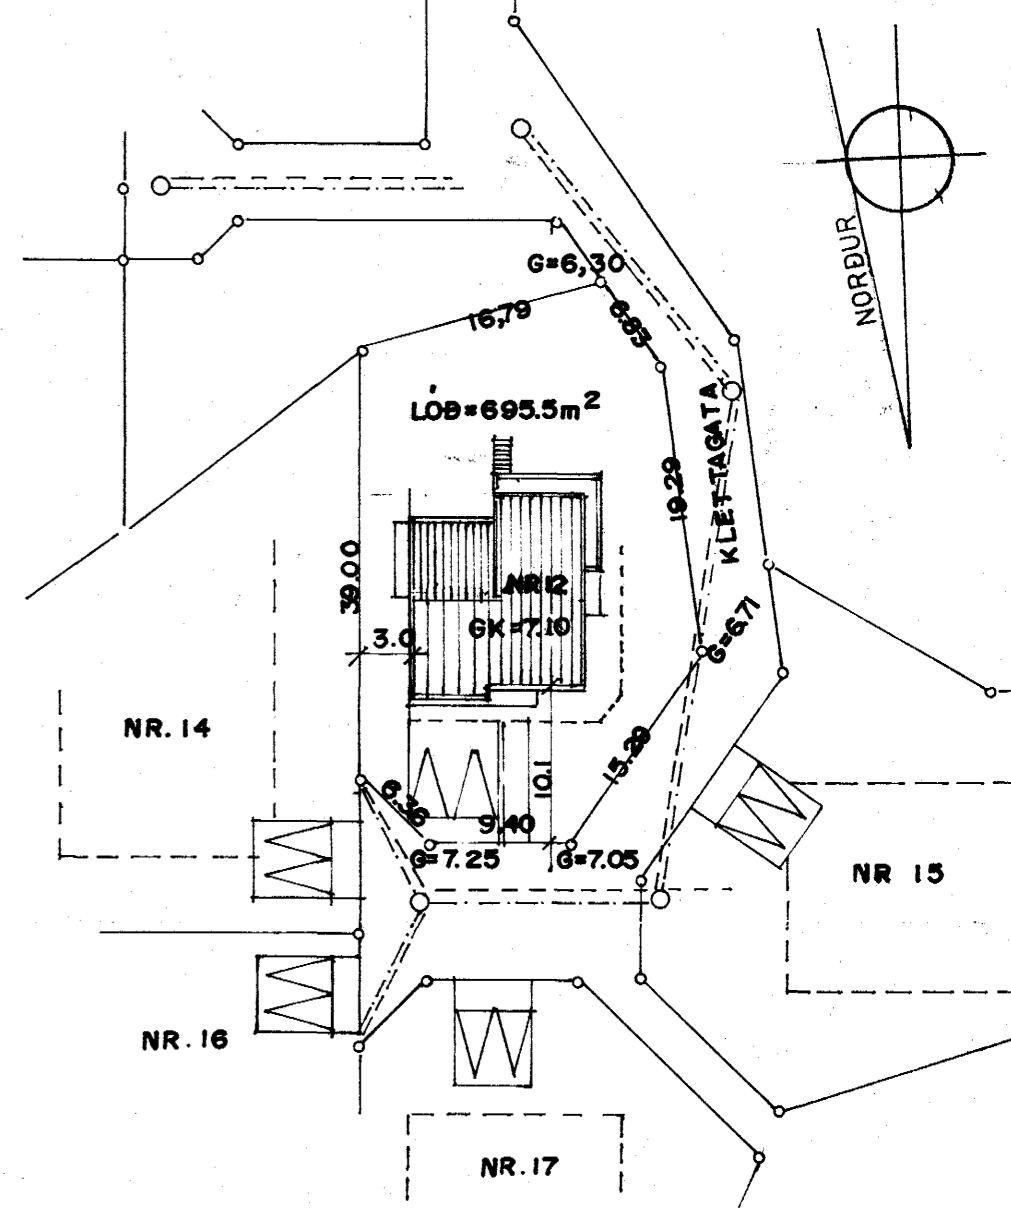 G=6,30
16,79
6.83
NORÐUR
LÓÐ=695.5m²
KLETTAGATA
19.29
39.00
NR12
GK=7.10
3.0
G=6.71
NR.14
15.29
10.1
6.36
9.40
G=7.25
G=7.05
NR 15
NR.16
NR.17